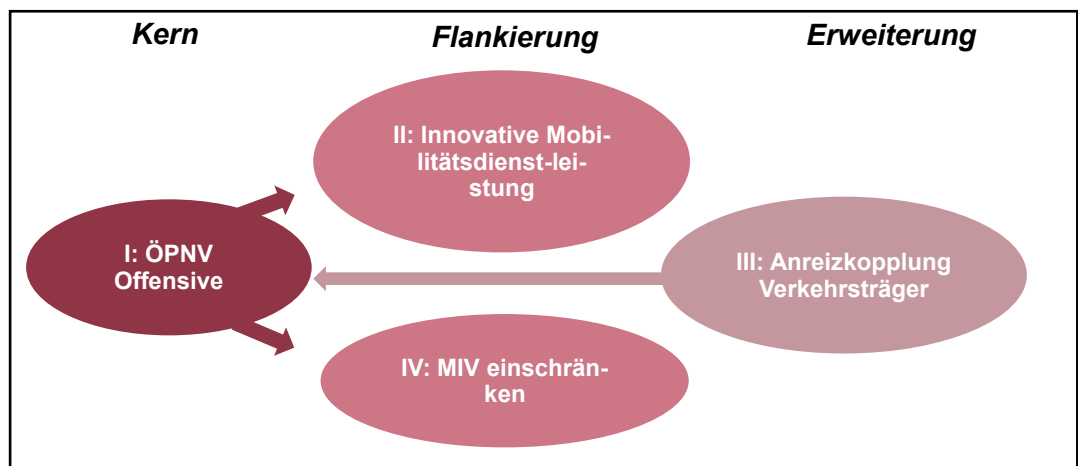 Kern
Flankierung
Erweiterung
II: Innovative Mobi-
litätsdienst-lei-
stung
I: ÖPNV
Offensive
III: Anreizkopplung
Verkehrsträger
IV: MIV einschrän-
ken